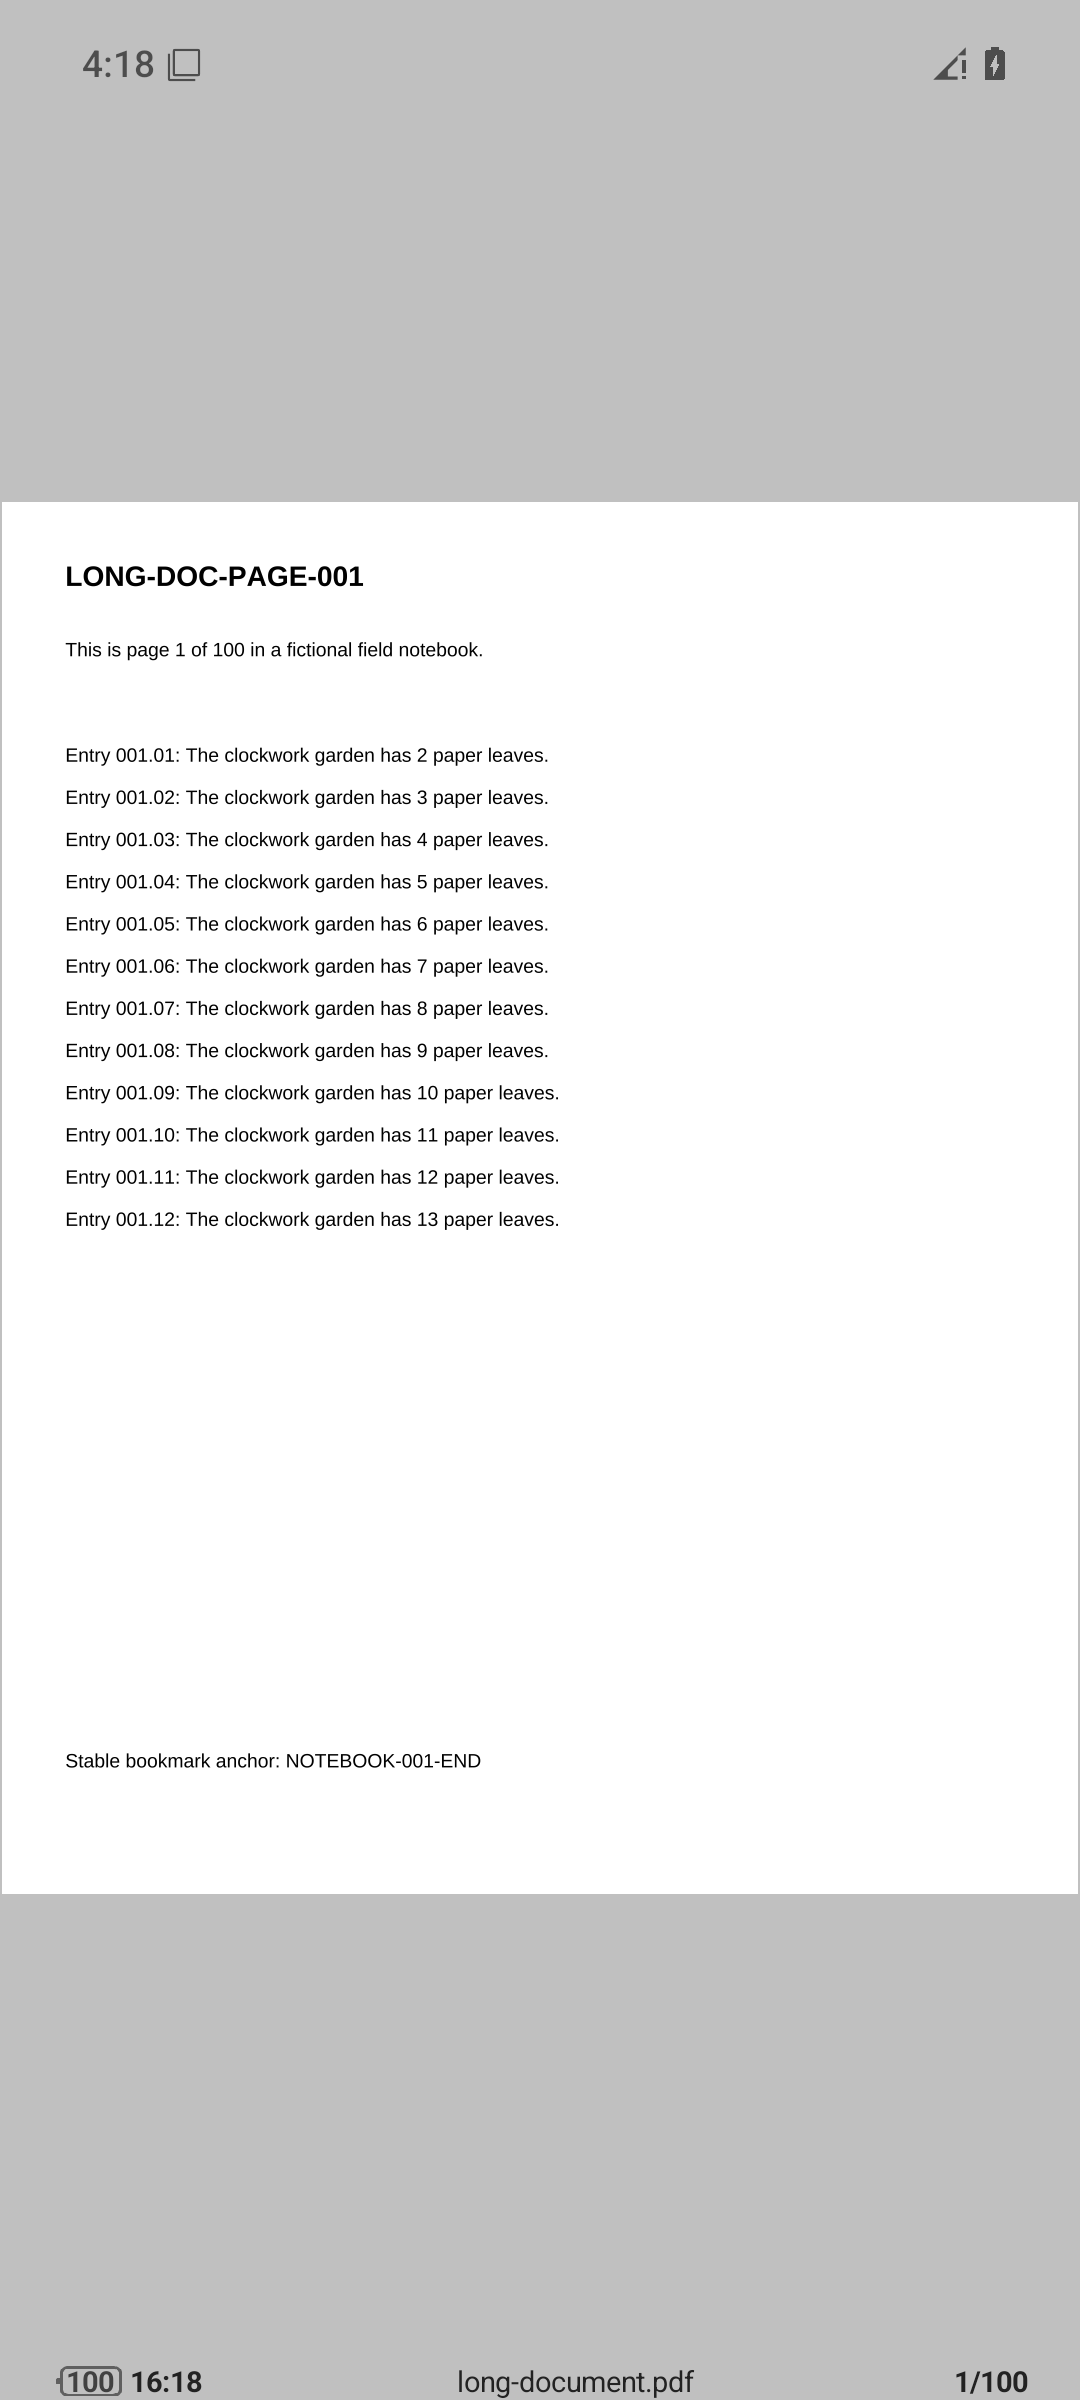 4:18
LONG-DOC-PAGE-001
This is page 1 of 100 in a fictional field notebook.
Entry 001.01: The clockwork garden has 2 paper leaves.
Entry 001.02: The clockwork garden has 3 paper leaves.
Entry 001.03: The clockwork garden has 4 paper leaves.
Entry 001.04: The clockwork garden has 5 paper leaves.
Entry 001.05: The clockwork garden has 6 paper leaves.
Entry 001.06: The clockwork garden has 7 paper leaves.
Entry 001.07: The clockwork garden has 8 paper leaves.
Entry 001.08: The clockwork garden has 9 paper leaves.
Entry 001.09: The clockwork garden has 10 paper leaves.
Entry 001.10: The clockwork garden has 11 paper leaves.
Entry 001.11: The clockwork garden has 12 paper leaves.
Entry 001.12: The clockwork garden has 13 paper leaves.
Stable bookmark anchor: NOTEBOOK-001-END
100 16:18 long-document.pdf 1/100